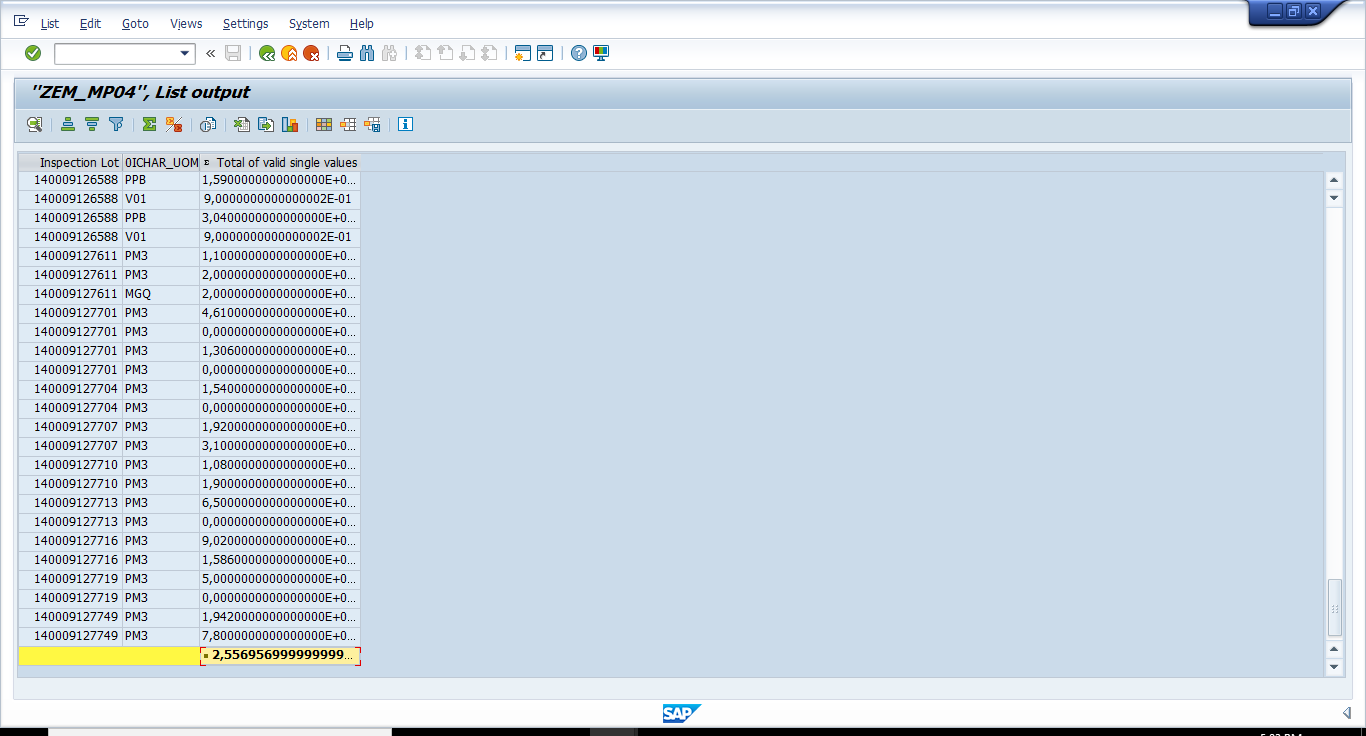 List Edit Goto Views Settings System Help
"ZEM_MP04", List output
Inspection Lot 0ICHAR_UOM Total of valid single values
140009126588 PPB 1,5900000000000000E+0...
140009126588 V01 9,0000000000000002E-01
140009126588 PPB 3,0400000000000000E+0...
140009126588 V01 9,0000000000000002E-01
140009127611 PM3 1,1000000000000000E+0...
140009127611 PM3 2,0000000000000000E+0...
140009127611 MGQ 2,0000000000000000E+0...
140009127701 PM3 4,6100000000000000E+0...
140009127701 PM3 0,0000000000000000E+0...
140009127701 PM3 1,3060000000000000E+0...
140009127701 PM3 0,0000000000000000E+0...
140009127704 PM3 1,5400000000000000E+0...
140009127704 PM3 0,0000000000000000E+0...
140009127707 PM3 1,9200000000000000E+0...
140009127707 PM3 3,1000000000000000E+0...
140009127710 PM3 1,0800000000000000E+0...
140009127710 PM3 1,9000000000000000E+0...
140009127713 PM3 6,5000000000000000E+0...
140009127713 PM3 0,0000000000000000E+0...
140009127716 PM3 9,0200000000000000E+0...
140009127716 PM3 1,5860000000000000E+0...
140009127719 PM3 5,0000000000000000E+0...
140009127719 PM3 0,0000000000000000E+0...
140009127749 PM3 1,9420000000000000E+0...
140009127749 PM3 7,8000000000000000E+0...
2,556956999999999...
SAP